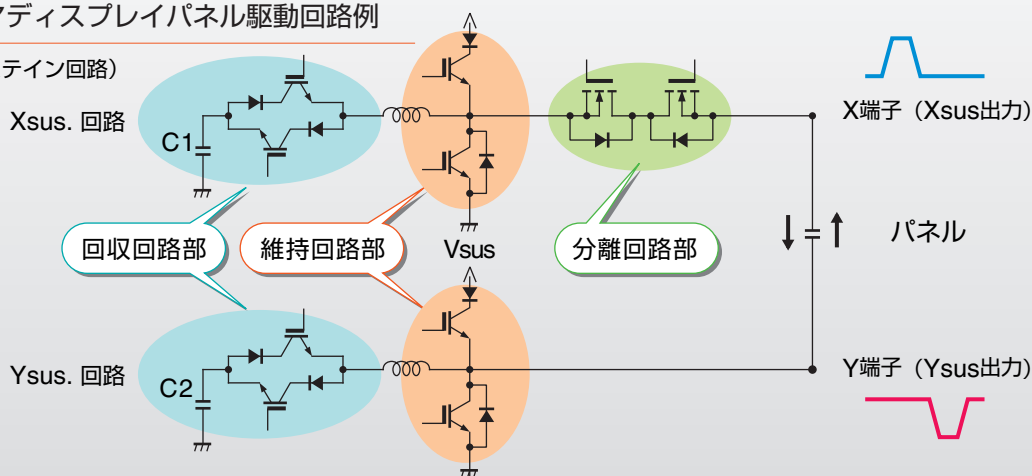 マディスプレイパネル駆動回路例
テイン回路）
Xsus. 回路
C1
X端子（Xsus出力）
回収回路部
維持回路部
Vsus
分離回路部
パネル
Ysus. 回路
C2
Y端子（Ysus出力）